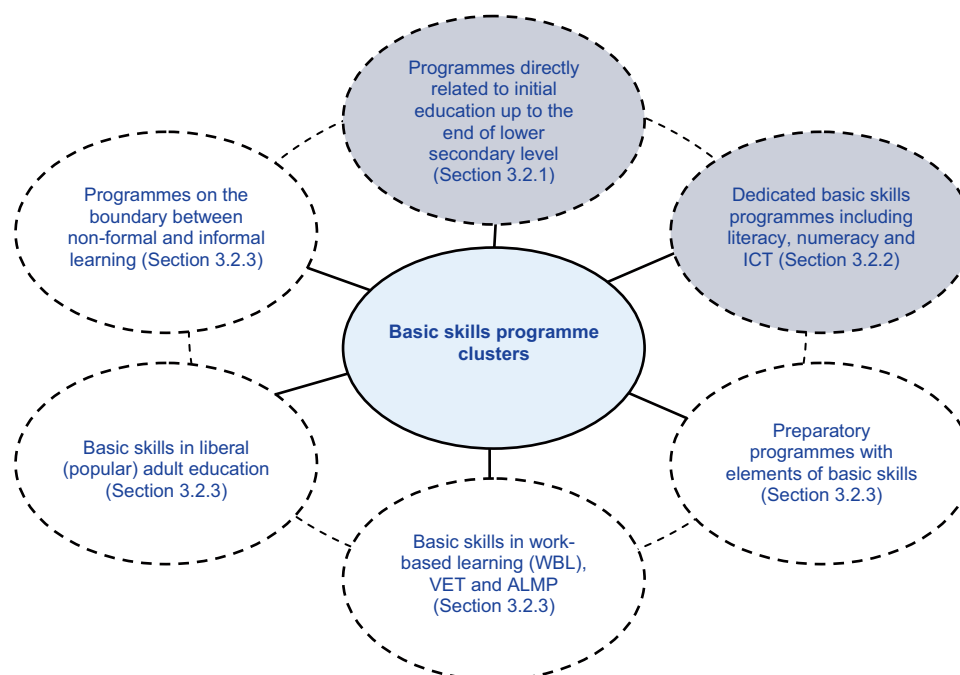 Programmes directly
related to initial
education up to the
end of lower
secondary level
(Section 3.2.1)
Programmes on the
boundary between
non-formal and informal
learning (Section 3.2.3)
Dedicated basic skills
programmes including
literacy, numeracy and
ICT (Section 3.2.2)
Basic skills programme
clusters
Basic skills in liberal
(popular) adult education
(Section 3.2.3)
Preparatory
programmes with
elements of basic skills
(Section 3.2.3)
Basic skills in work-
based learning (WBL),
VET and ALMP
(Section 3.2.3)